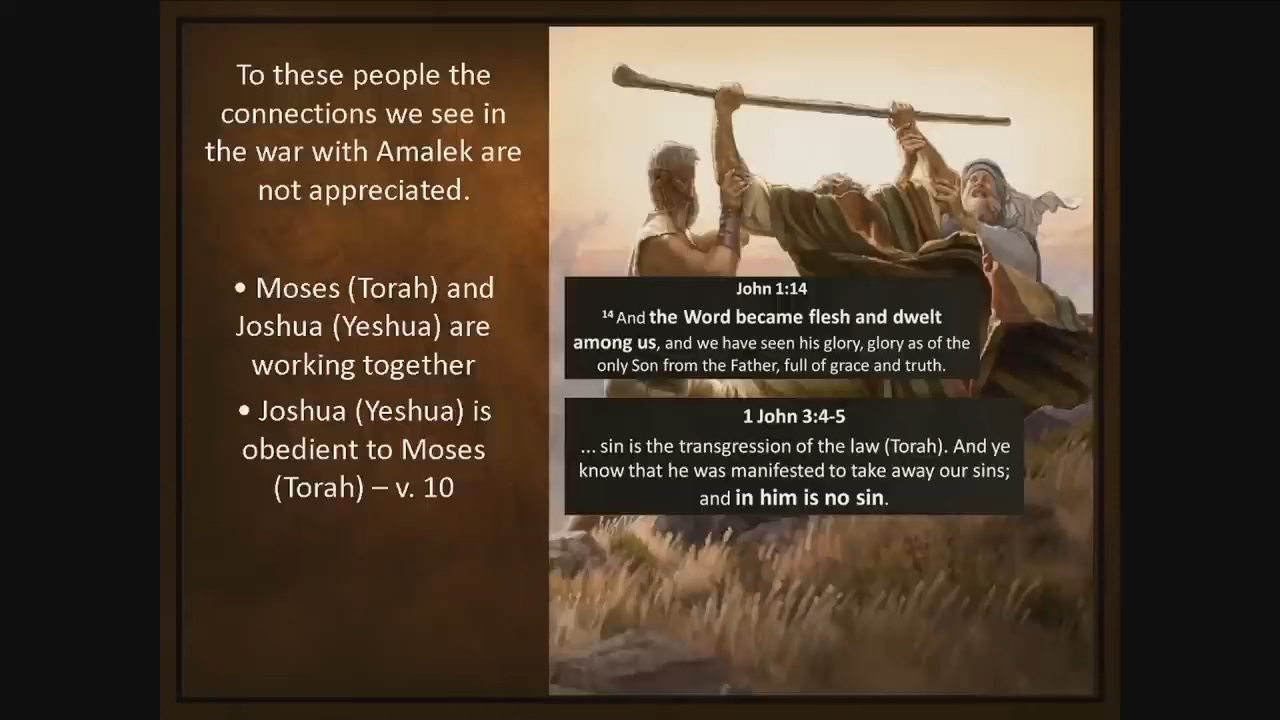 To these people the
connections we see in
the war with Amalek are
not appreciated.
• Moses (Torah) and
Joshua (Yeshua) are
working together
• Joshua (Yeshua) is
obedient to Moses
(Torah) – v. 10
John 1:14
14 And the Word became flesh and dwelt
among us, and we have seen his glory, glory as of the
only Son from the Father, full of grace and truth.
1 John 3:4-5
... sin is the transgression of the law (Torah). And ye
know that he was manifested to take away our sins;
and in him is no sin.